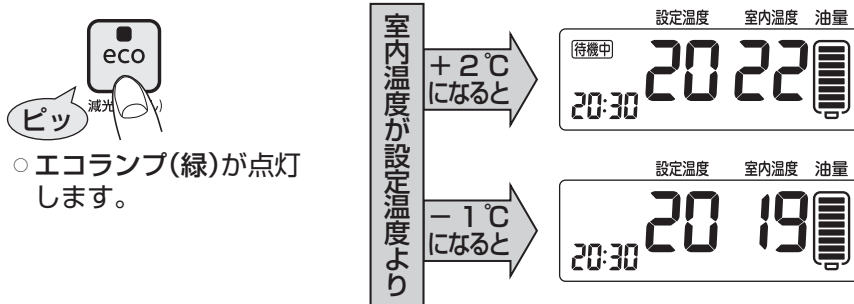 eco
減光
ピッ
○エコランプ(緑)が点灯
します。
室内温度が設定温度より
＋2℃
になると
設定温度 室内温度 油量
待機中
20:30 20 22
－1℃
になると
設定温度 室内温度 油量
20:30 20 19